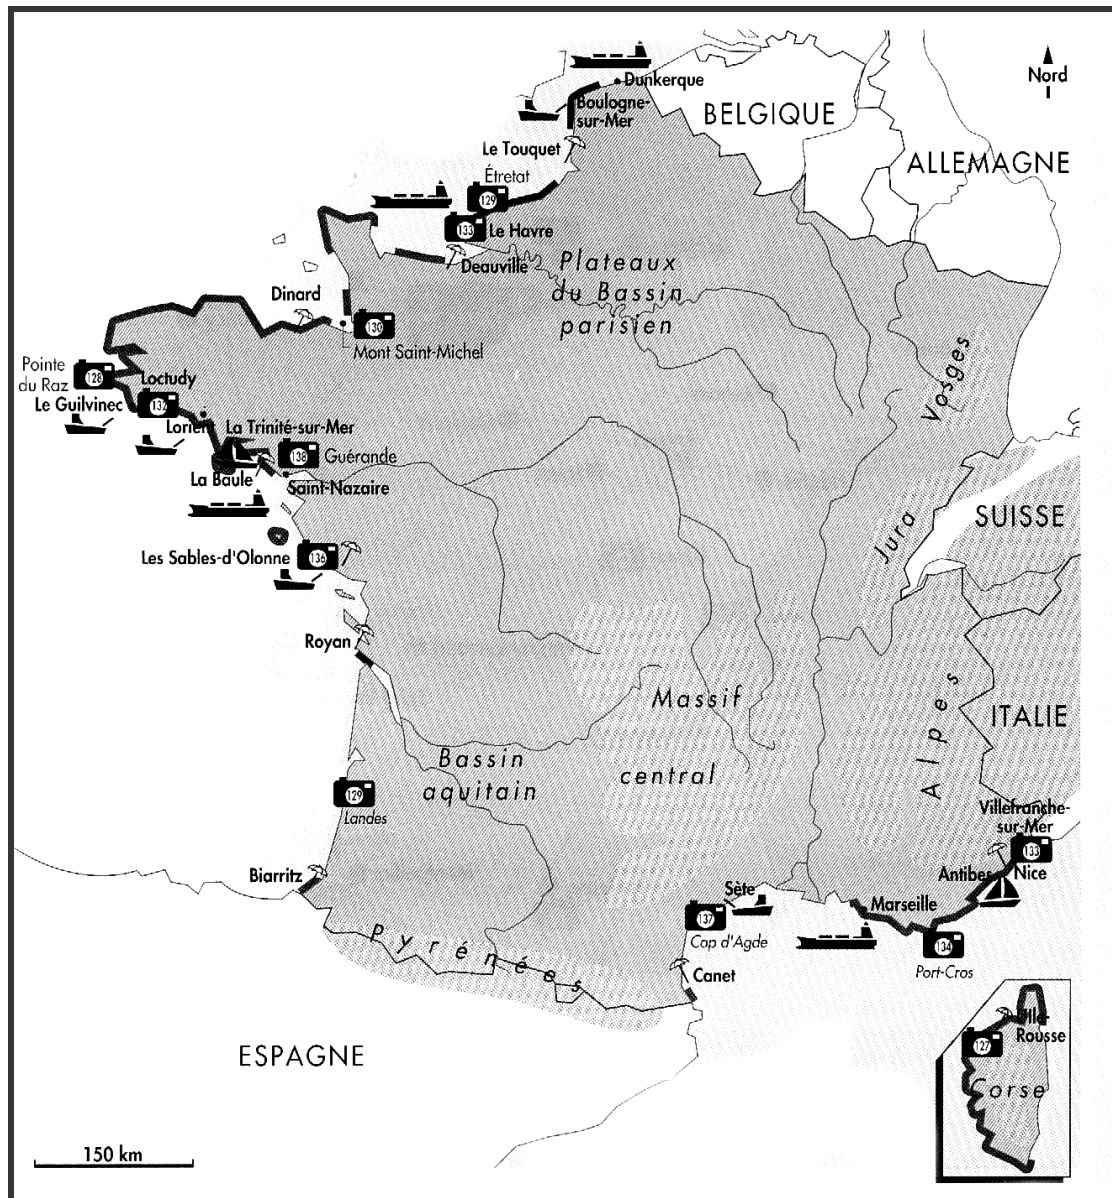 Nord
Dunkerque
BELGIQUE
Boulogne-
sur-Mer
Le Touquet
ALLEMAGNE
Étretat
129
133
Le Havre
Deauville
Plateaux
du Bassin
parisien
Dinard
130
Mont Saint-Michel
Vosges
Pointe
du Raz
128
Loctudy
Le Guilvinec
132
Lorient
La Trinité-sur-Mer
138
Guérande
La Baule
Saint-Nazaire
SUISSE
Jura
Les Sables-d'Olonne
136
Royan
Massif
central
Alpes
ITALIE
Bassin
aquitain
129
Landes
Villefranche-
sur-Mer
133
Biarritz
Antibes
Nice
Sète
Marseille
137
Cap d'Agde
134
Port-Cros
Pyrénées
Canet
Rousse
127
Corse
ESPAGNE
150 km